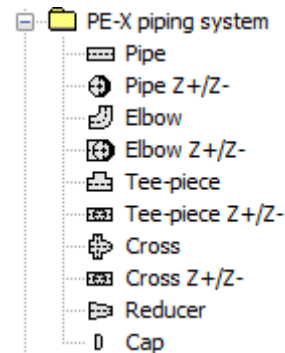 PE-X piping system
Pipe
Pipe Z+/Z-
Elbow
Elbow Z+/Z-
Tee-piece
Tee-piece Z+/Z-
Cross
Cross Z+/Z-
Reducer
Cap